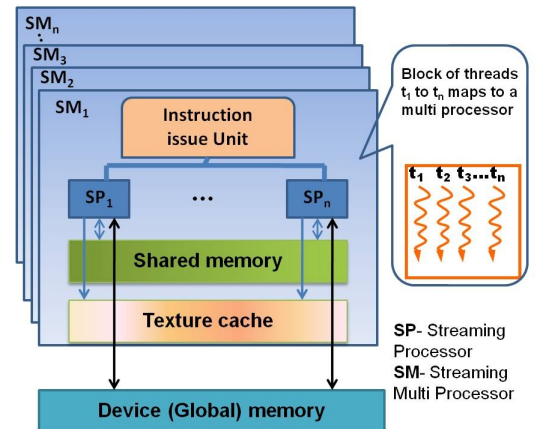 SMn
SM3
SM2
SM1
Instruction
issue Unit
SP1
...
SPn
Shared memory
Texture cache
Device (Global) memory
Block of threads
t1 to tn maps to a
multi processor
t1 t2 t3...tn
SP- Streaming
Processor
SM- Streaming
Multi Processor